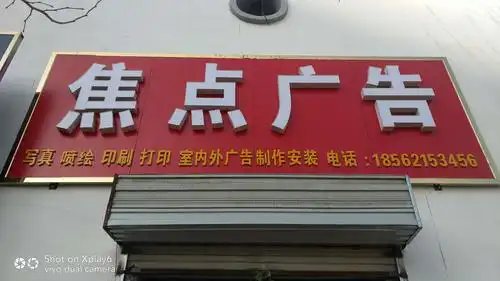 焦点广告
写真 喷绘 印刷 打印 室内外广告制作安装 电话：18562153456
Shot on Xplay6
vivo dual camera